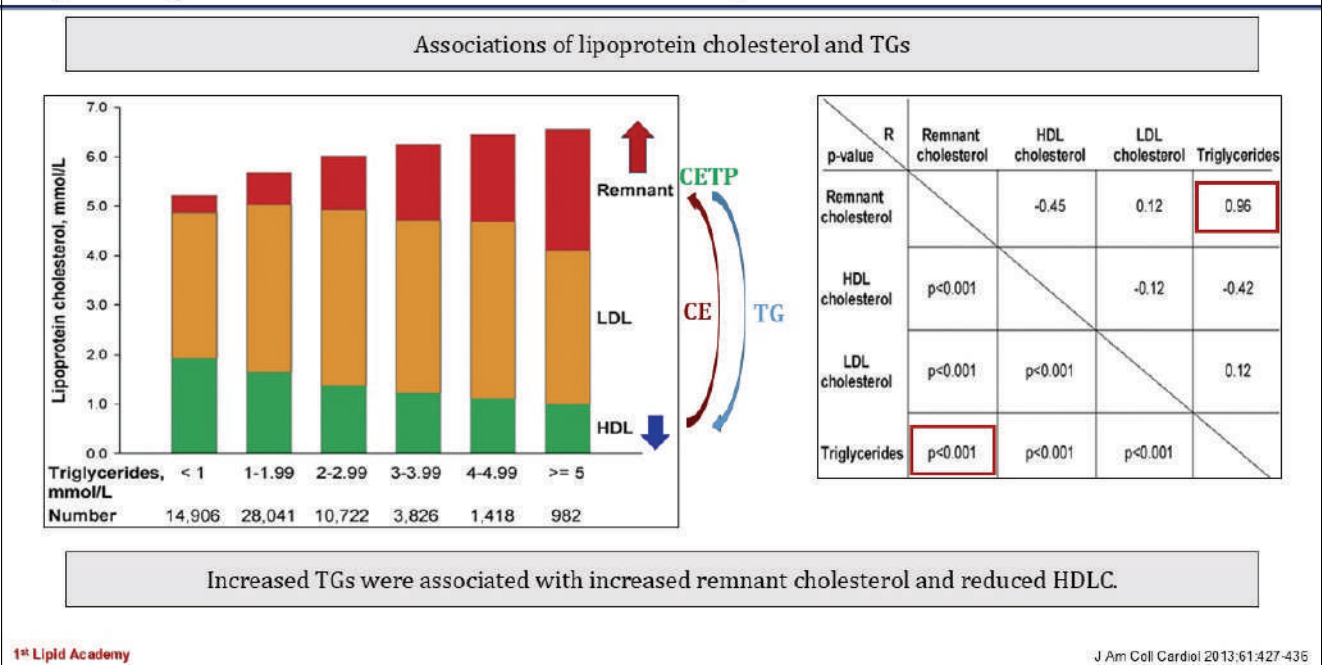 Associations of lipoprotein cholesterol and TGs
7.0
6.0
5.0
4.0
3.0
2.0
1.0
0.0
Lipoprotein cholesterol, mmol/L
Remnant
LDL
HDL
Triglycerides, < 1 1-1.99 2-2.99 3-3.99 4-4.99 >= 5
mmol/L
Number 14,906 28,041 10,722 3,826 1,418 982
CETP
CE
TG
R
p-value
Remnant cholesterol
HDL cholesterol
LDL cholesterol
Triglycerides
Remnant cholesterol -0.45 0.12 0.96
HDL cholesterol p<0.001 -0.12 -0.42
LDL cholesterol p<0.001 p<0.001 0.12
Triglycerides p<0.001 p<0.001 p<0.001
Increased TGs were associated with increased remnant cholesterol and reduced HDLC.
1st Lipid Academy
J Am Coll Cardiol 2013;61:427-436